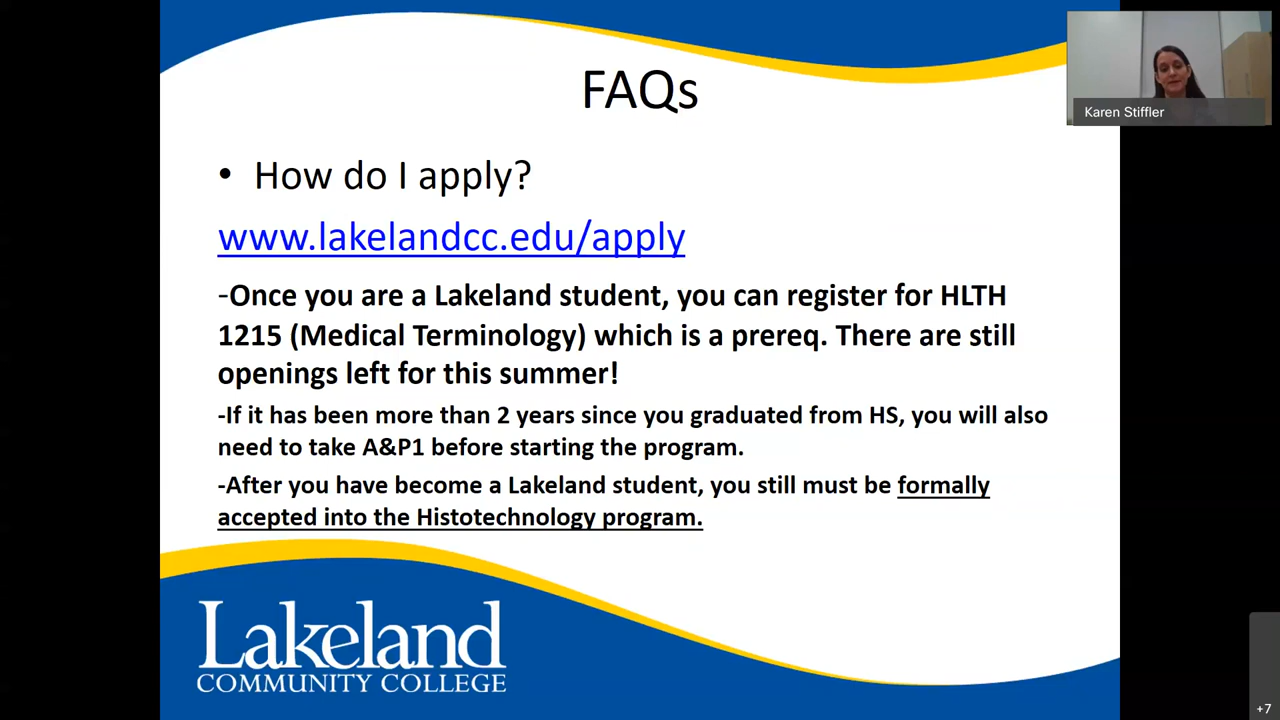 FAQs
Karen Stiffler
• How do I apply?
www.lakelandcc.edu/apply
-Once you are a Lakeland student, you can register for HLTH
1215 (Medical Terminology) which is a prereq. There are still
openings left for this summer!
-If it has been more than 2 years since you graduated from HS, you will also
need to take A&P1 before starting the program.
-After you have become a Lakeland student, you still must be formally
accepted into the Histotechnology program.
Lakeland
COMMUNITY COLLEGE
+7